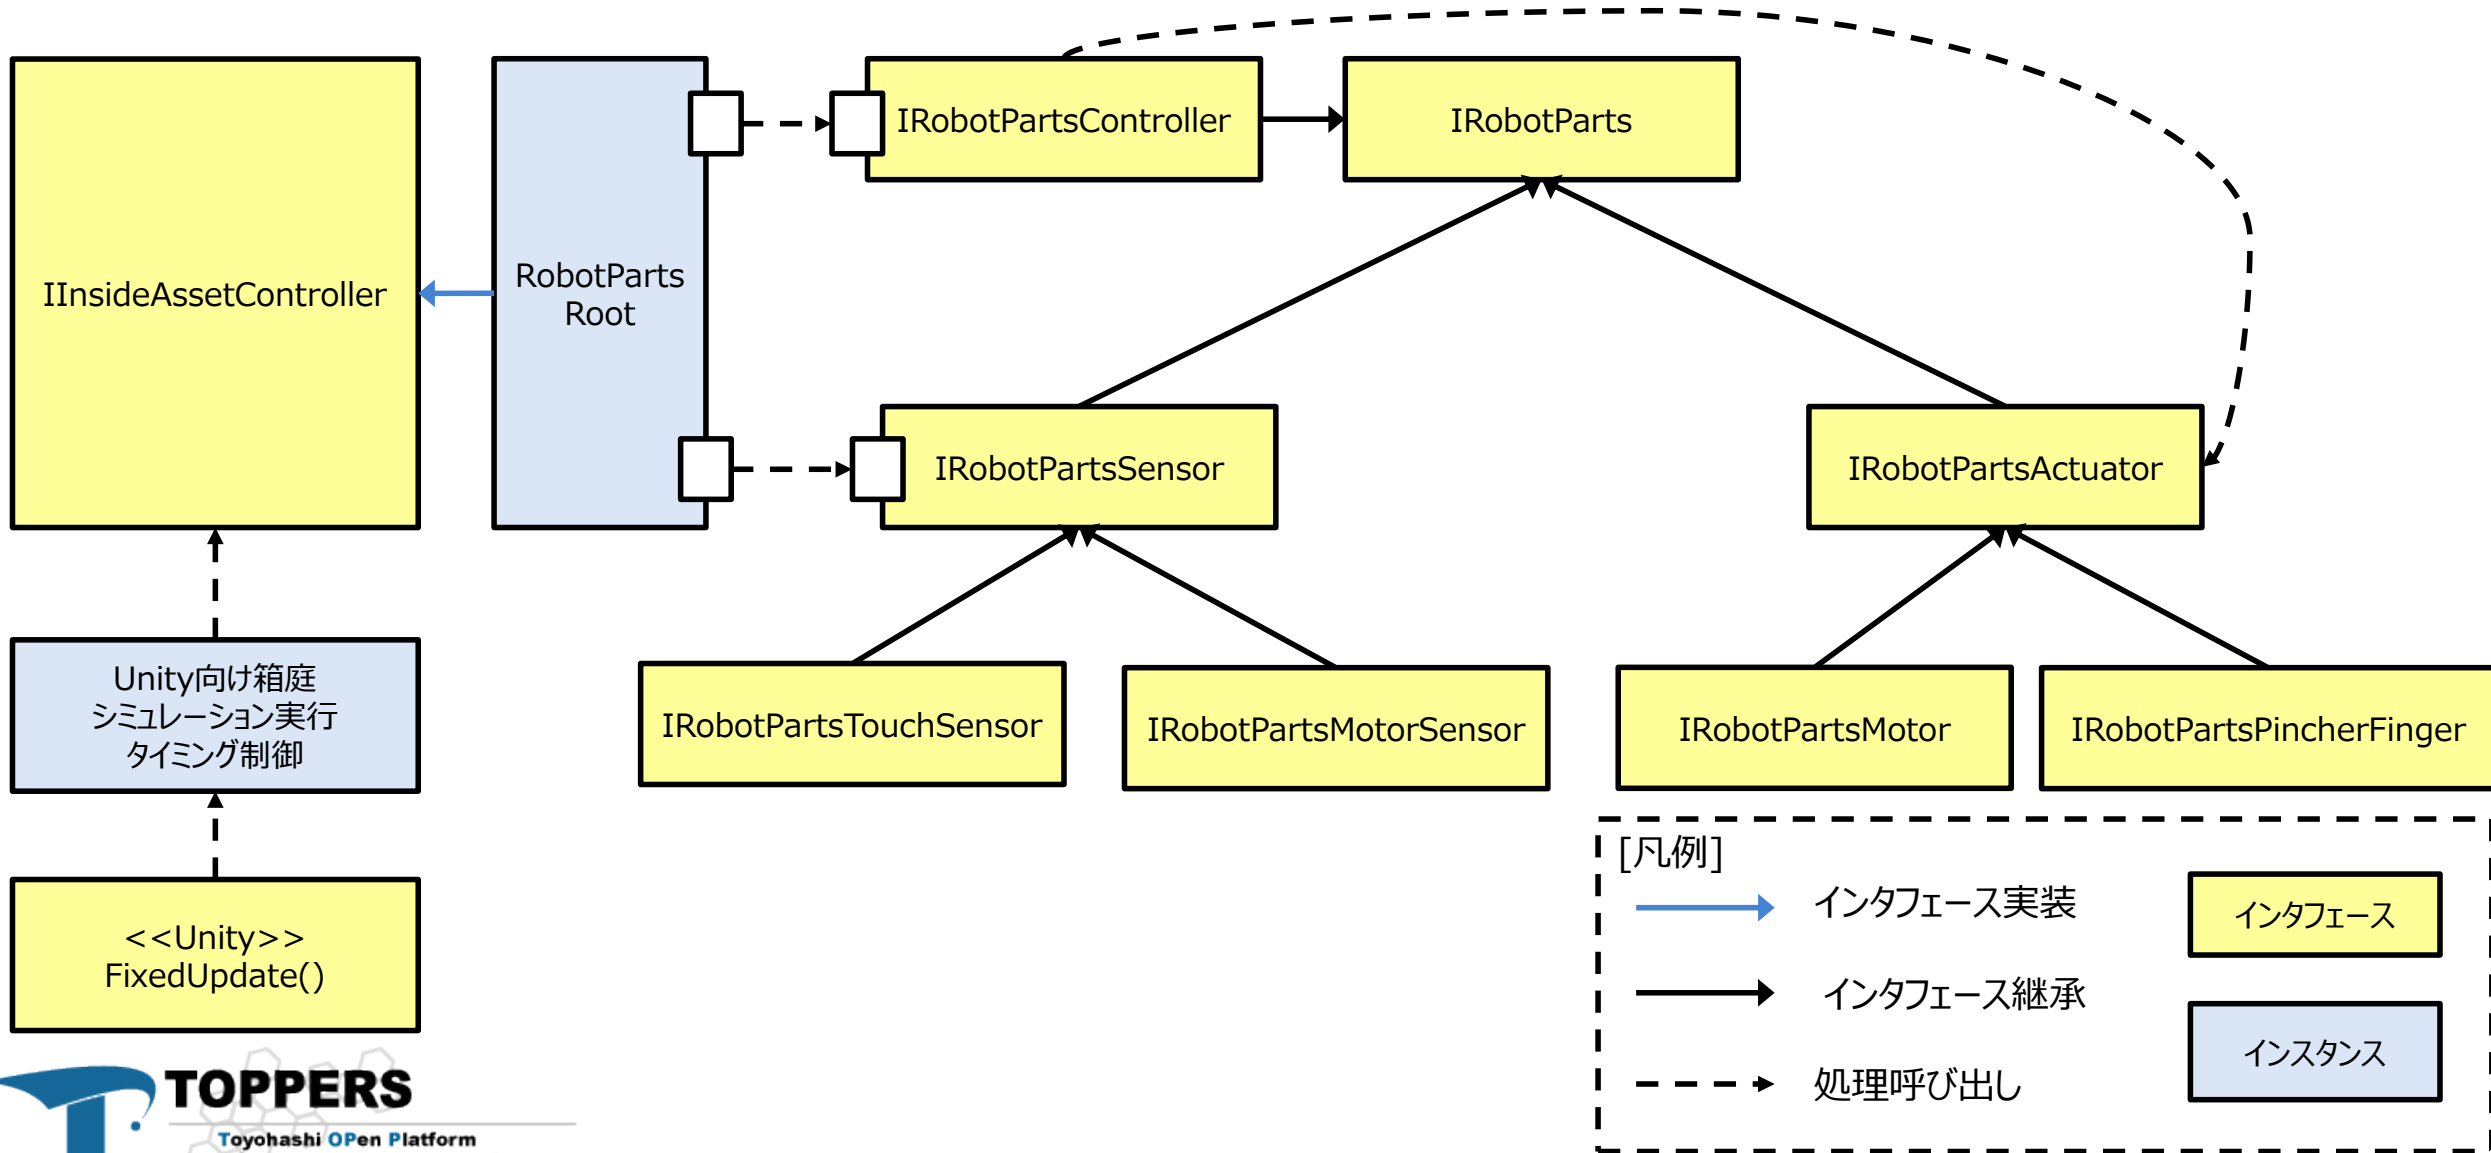 IInsideAssetController
RobotParts
Root
IRobotPartsController
IRobotParts
IRobotPartsSensor
IRobotPartsActuator
IRobotPartsTouchSensor
IRobotPartsMotorSensor
IRobotPartsMotor
IRobotPartsPincherFinger
Unity向け箱庭
シミュレーション実行
タイミング制御
<<Unity>>
FixedUpdate()
[凡例]
インタフェース実装
インタフェース継承
処理呼び出し
インタフェース
インスタンス
TOPPERS
Toyohashi OPen Platform